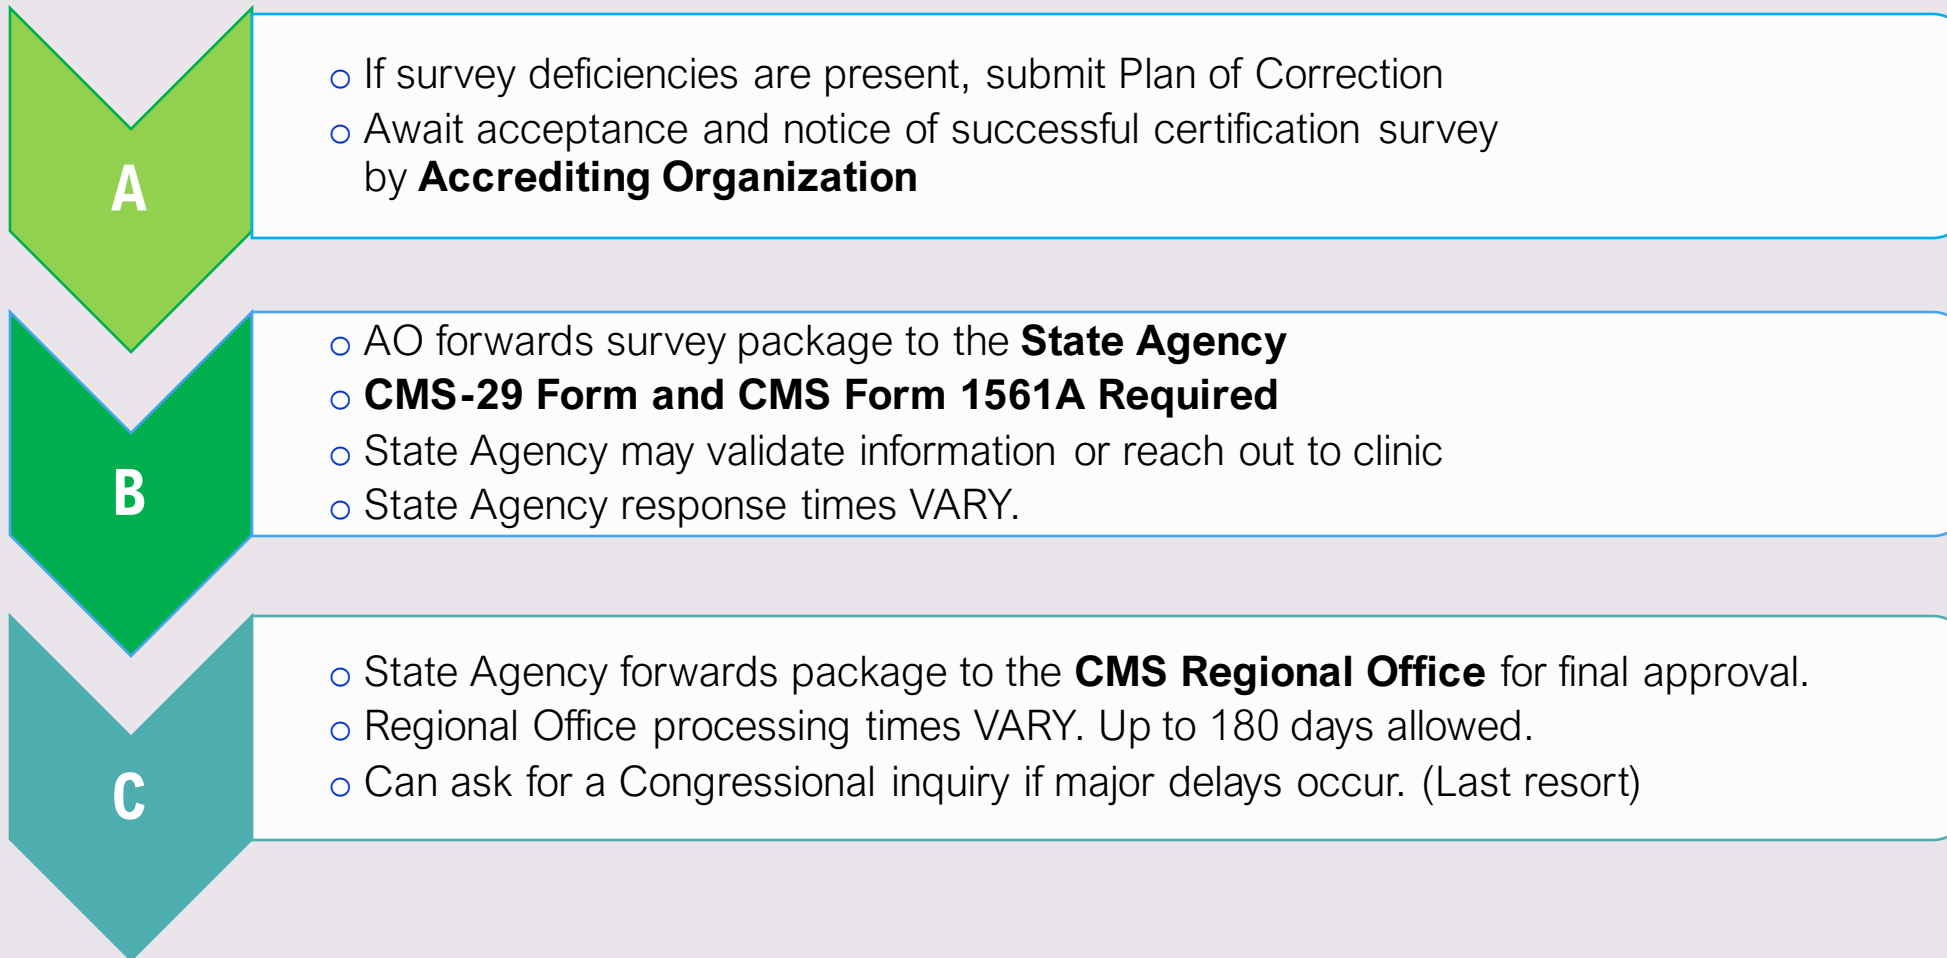 A
○ If survey deficiencies are present, submit Plan of Correction
○ Await acceptance and notice of successful certification survey
by Accrediting Organization
B
○ AO forwards survey package to the State Agency
○ CMS-29 Form and CMS Form 1561A Required
○ State Agency may validate information or reach out to clinic
○ State Agency response times VARY.
C
○ State Agency forwards package to the CMS Regional Office for final approval.
○ Regional Office processing times VARY. Up to 180 days allowed.
○ Can ask for a Congressional inquiry if major delays occur. (Last resort)